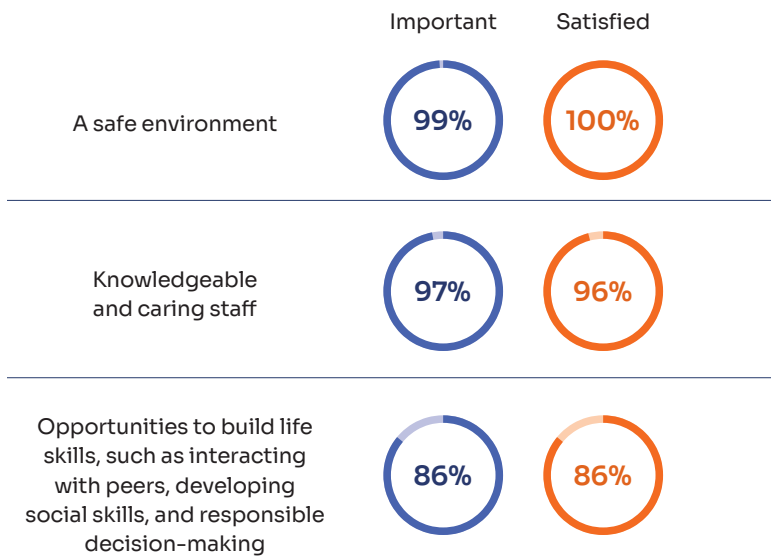 Important Satisfied
A safe environment
99% 100%
Knowledgeable
and caring staff
97% 96%
Opportunities to build life
skills, such as interacting
with peers, developing
social skills, and responsible
decision-making
86% 86%